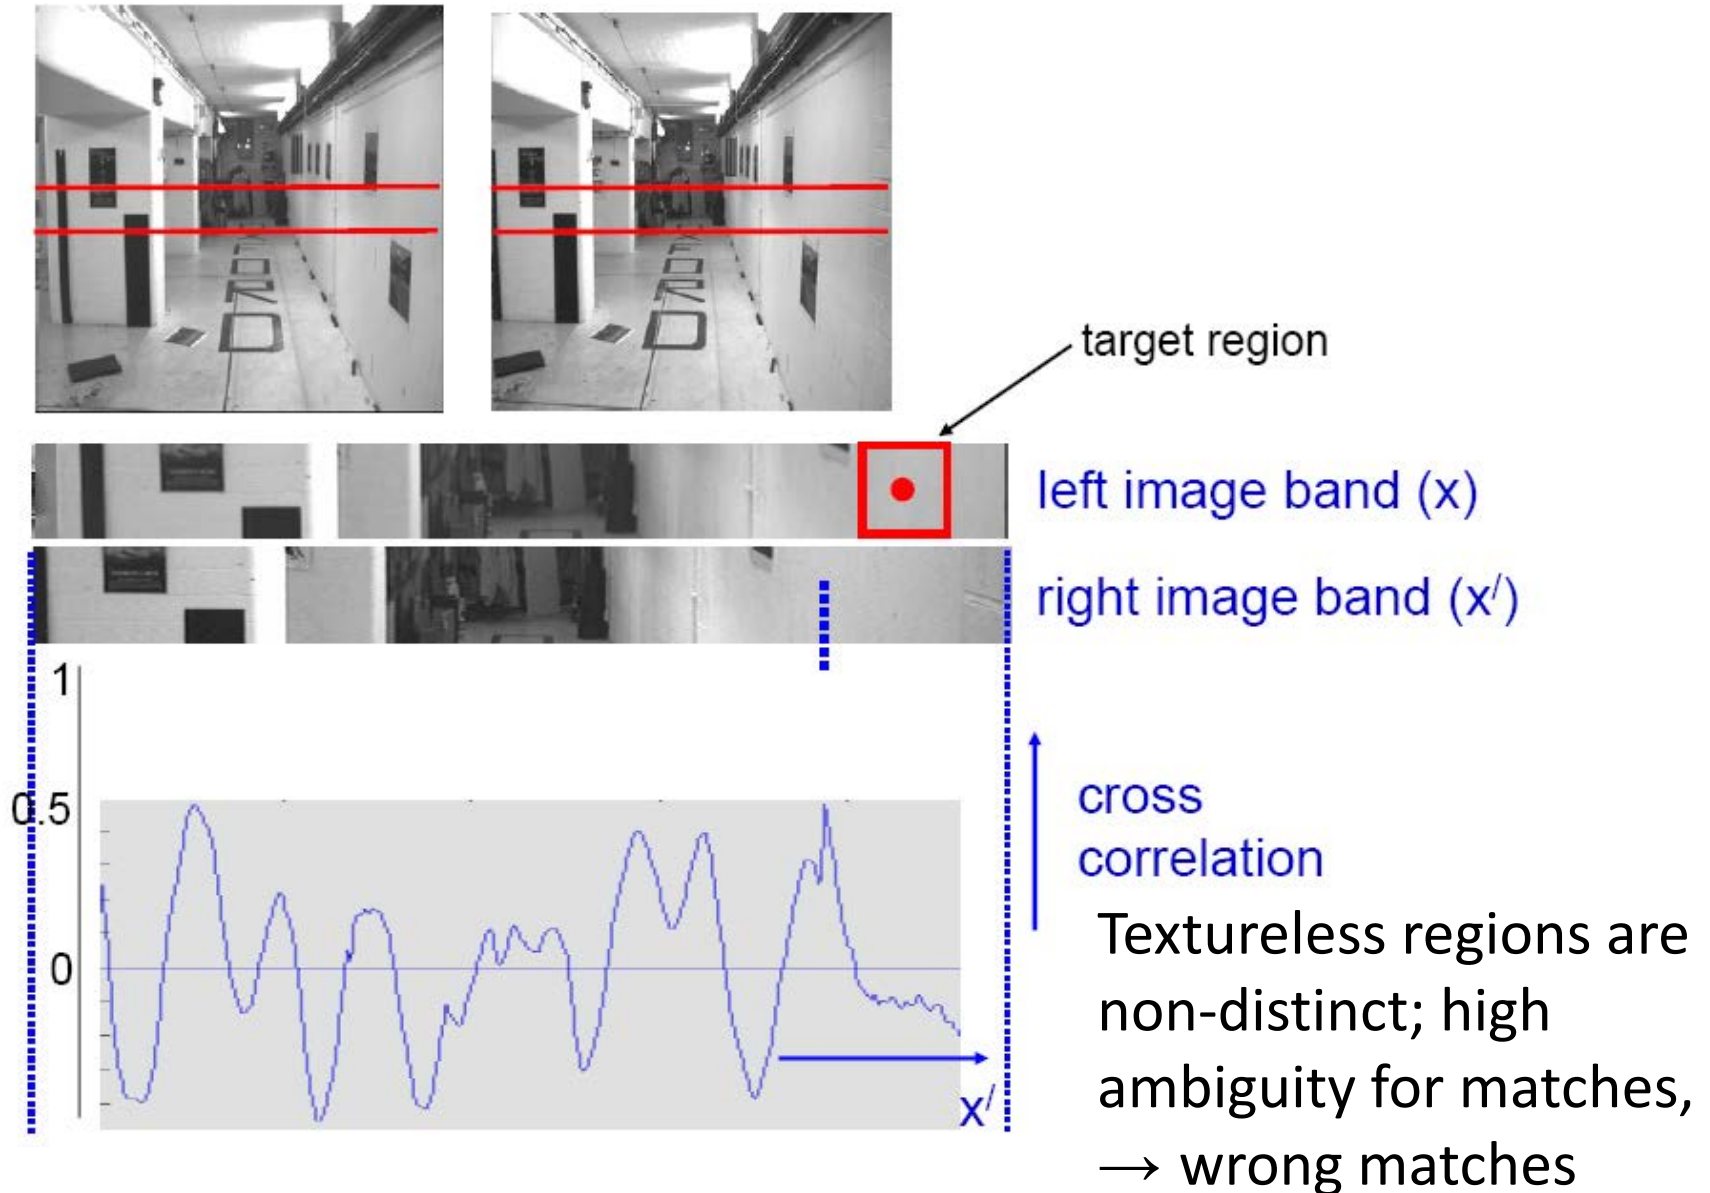 target region
left image band (x)
right image band (x/)
1
0.5
0
cross
correlation
x/
Textureless regions are
non-distinct; high
ambiguity for matches,
→ wrong matches